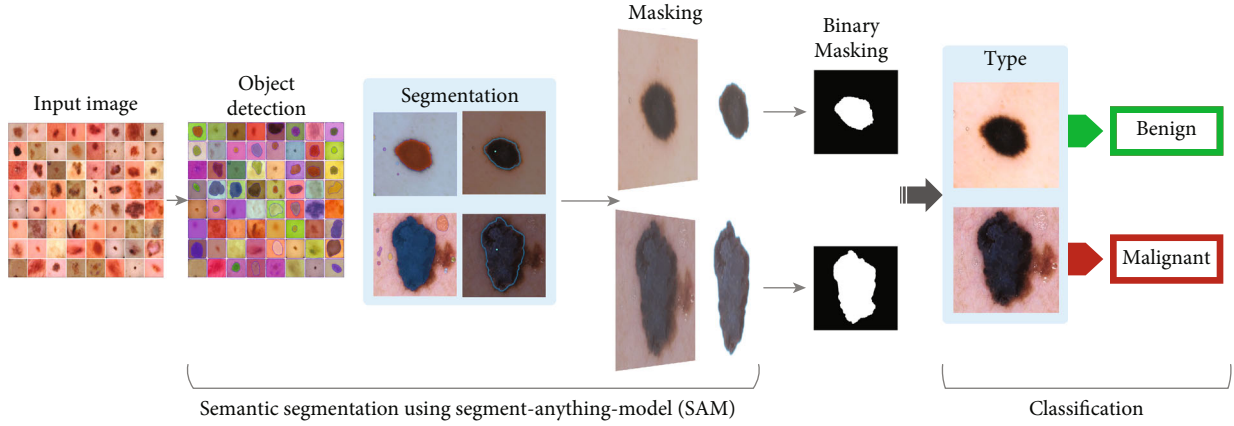 Input image
Object
detection
Segmentation
Masking
Binary
Masking
Type
Benign
Malignant
Semantic segmentation using segment-anything-model (SAM)
Classification